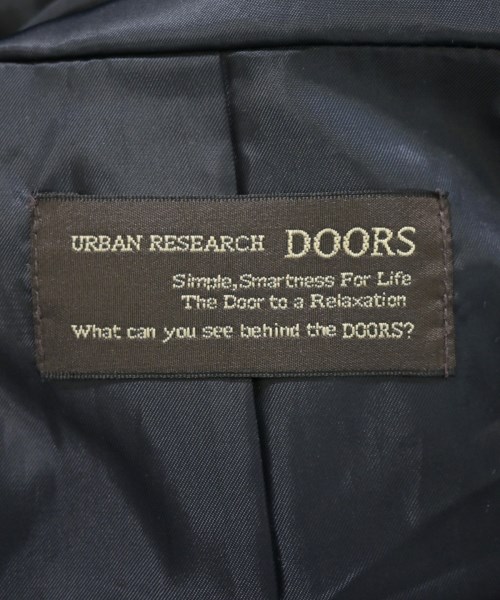 URBAN RESEARCH DOORS
Simple,Smartness For Life
The Door to a Relaxation
What can you see behind the DOORS?